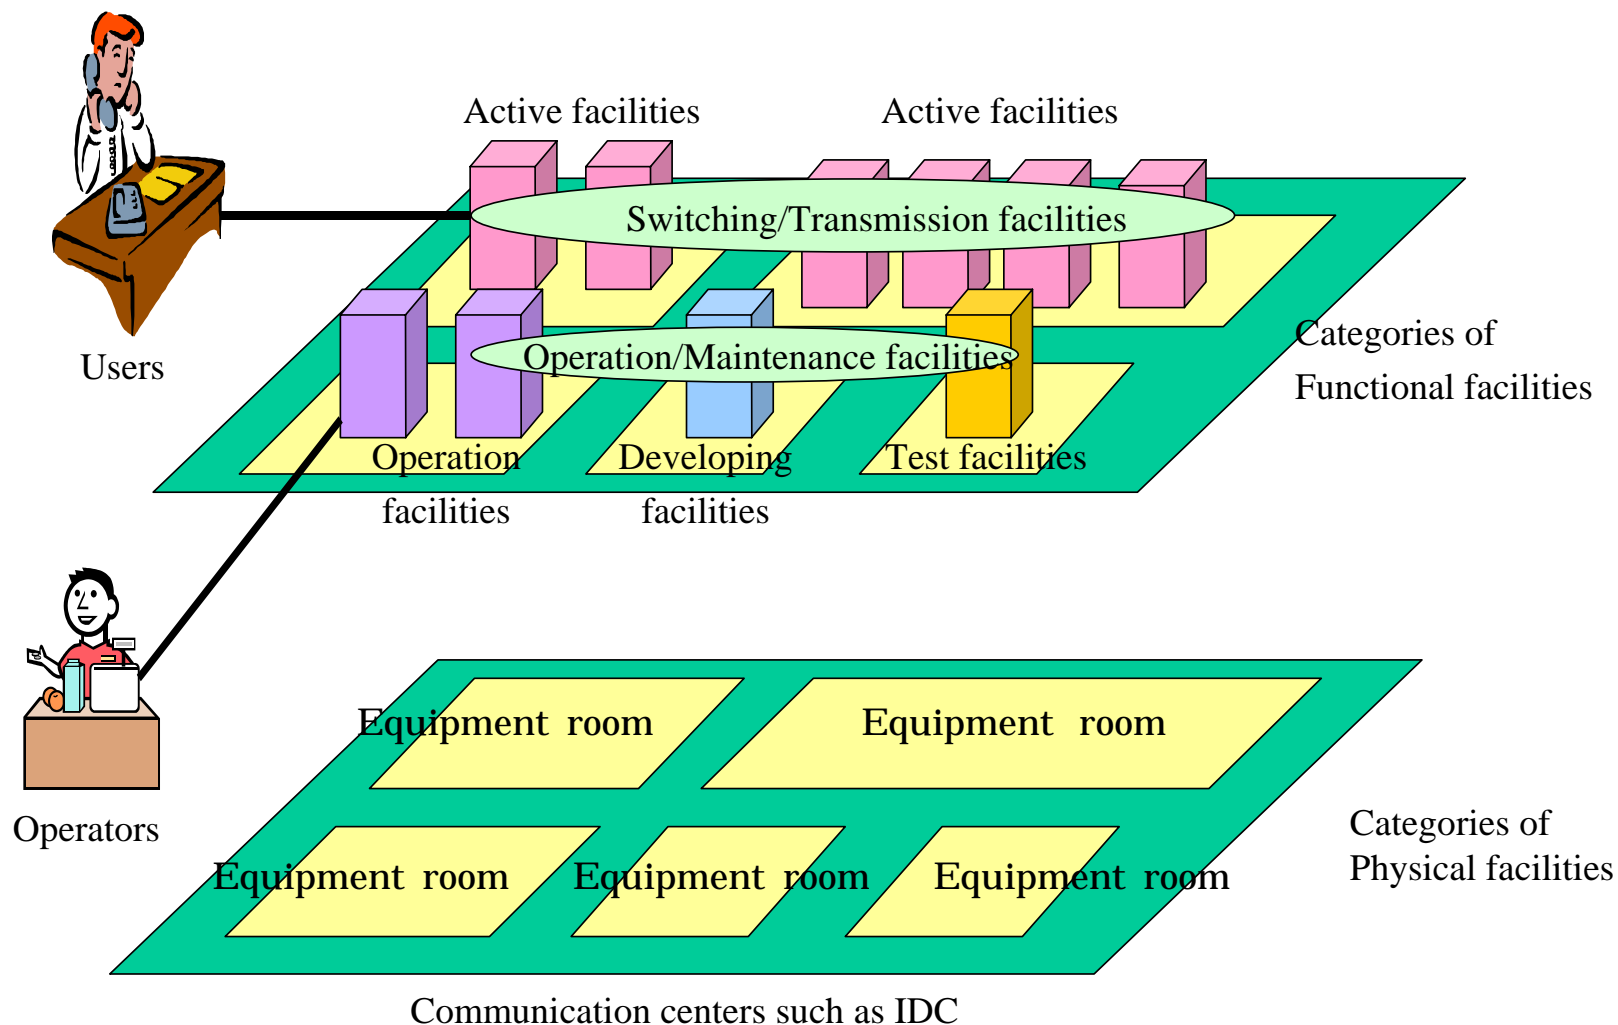 Active facilities
Active facilities
Switching/Transmission facilities
Users
Operation/Maintenance facilities
Categories of
Functional facilities
Operation
facilities
Developing
facilities
Test facilities
Equipment room
Equipment room
Operators
Categories of
Physical facilities
Equipment room
Equipment room
Equipment room
Communication centers such as IDC